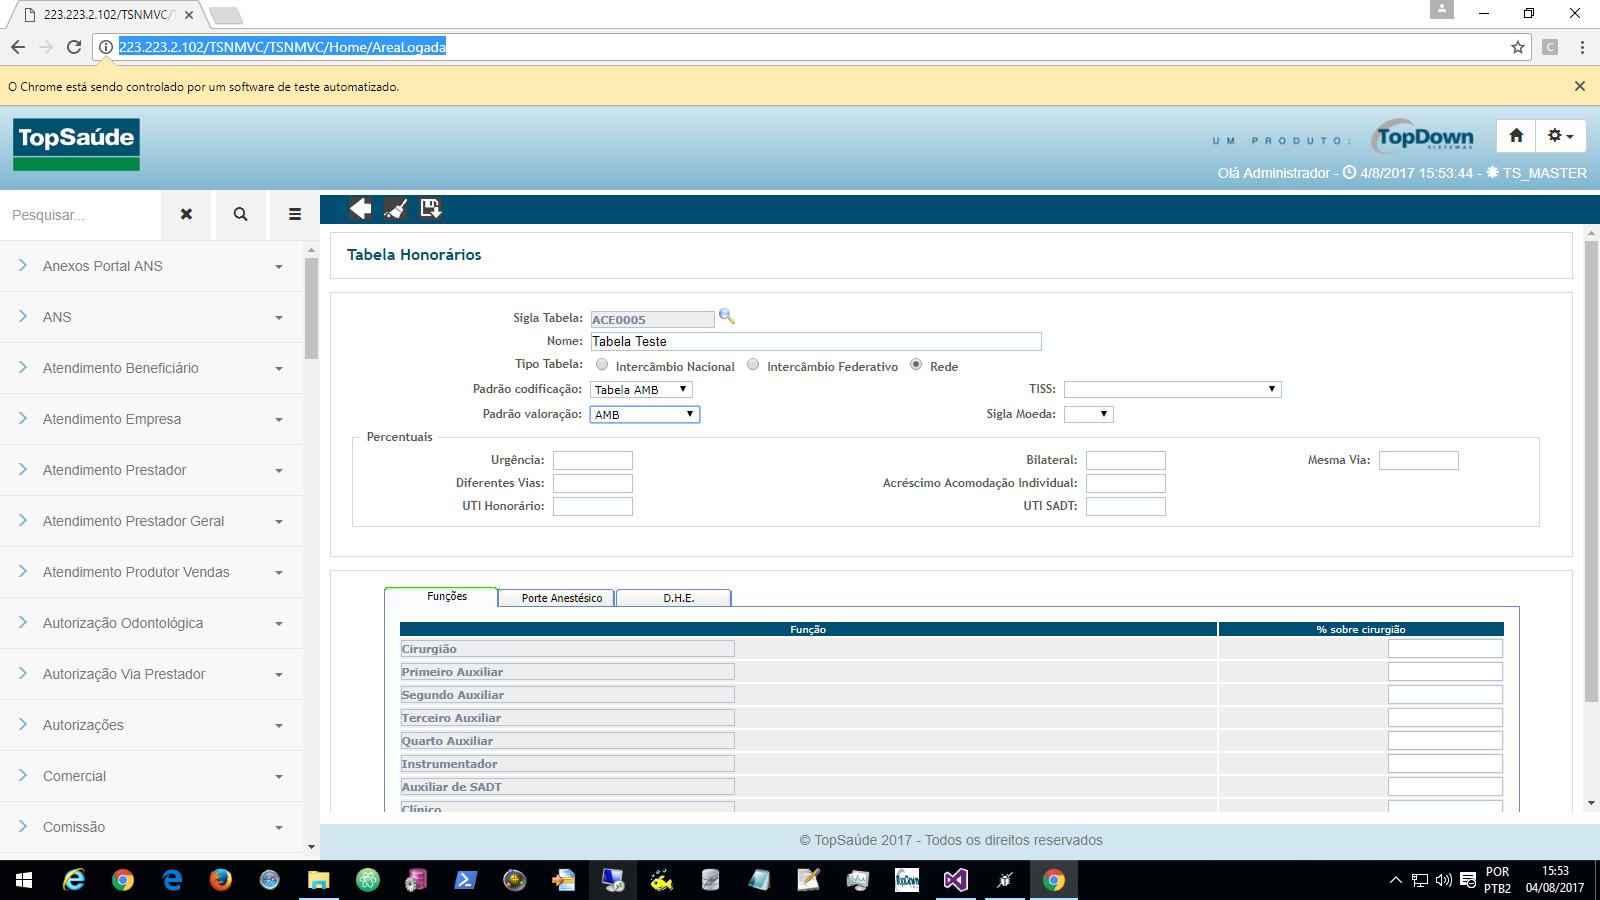 223.223.2.102/TSNMVC/T
223.223.2.102/TSNMVC/TSNMVC/Home/AreaLogada
C
O Chrome está sendo controlado por um software de teste automatizado.
TopSaúde
UM PRODUTO:
TopDown
SISTEMAS
Olá Administrador - 4/8/2017 15:53:44 - TS_MASTER
Pesquisar...
Tabela Honorários
Anexos Portal ANS
ANS
Atendimento Beneficiário
Atendimento Empresa
Atendimento Prestador
Atendimento Prestador Geral
Atendimento Produtor Vendas
Autorização Odontológica
Autorização Via Prestador
Autorizações
Comercial
Comissão
Sigla Tabela: ACE0005
Nome: Tabela Teste
Tipo Tabela: Intercâmbio Nacional Intercâmbio Federativo Rede
Padrão codificação: Tabela AMB TISS:
Padrão valoração: AMB Sigla Moeda:
Percentuais
Urgência: Bilateral: Mesma Via:
Diferentes Vias: Acréscimo Acomodação Individual:
UTI Honorário: UTI SADT:
Funções Porte Anestésico D.H.E.
Função % sobre cirurgião
Cirurgião
Primeiro Auxiliar
Segundo Auxiliar
Terceiro Auxiliar
Quarto Auxiliar
Instrumentador
Auxiliar de SADT
Clínico
© TopSaúde 2017 - Todos os direitos reservados
TopDown
POR
PTB2
15:53
04/08/2017